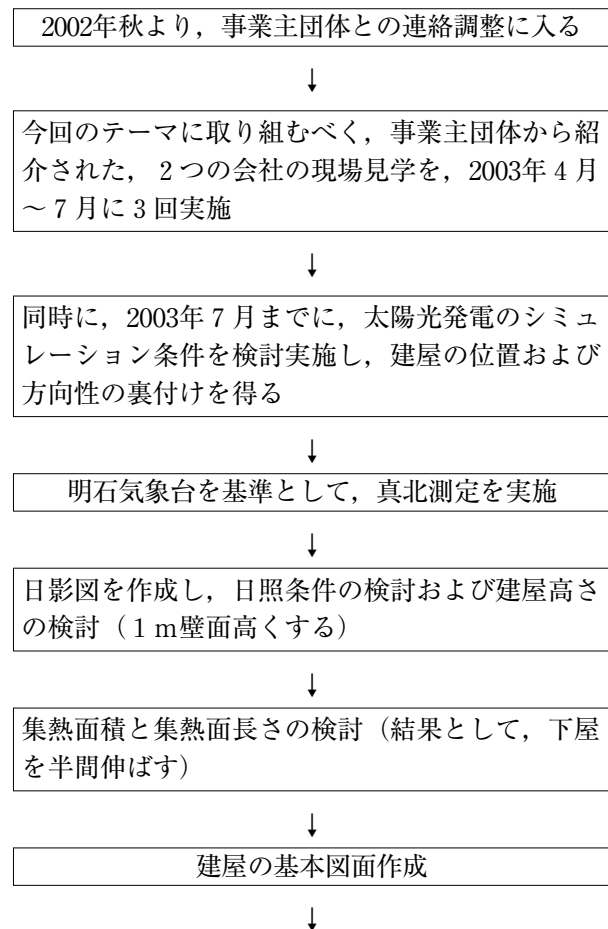 2002年秋より，事業主団体との連絡調整に入る
↓
今回のテーマに取り組むべく，事業主団体から紹
介された，2つの会社の現場見学を，2003年4月
～7月に3回実施
↓
同時に，2003年7月までに，太陽光発電のシミュ
レーション条件を検討実施し，建屋の位置および
方向性の裏付けを得る
↓
明石気象台を基準として，真北測定を実施
↓
日影図を作成し，日照条件の検討および建屋高さ
の検討（1m壁面高くする）
↓
集熱面積と集熱面長さの検討（結果として，下屋
を半間伸ばす）
↓
建屋の基本図面作成
↓